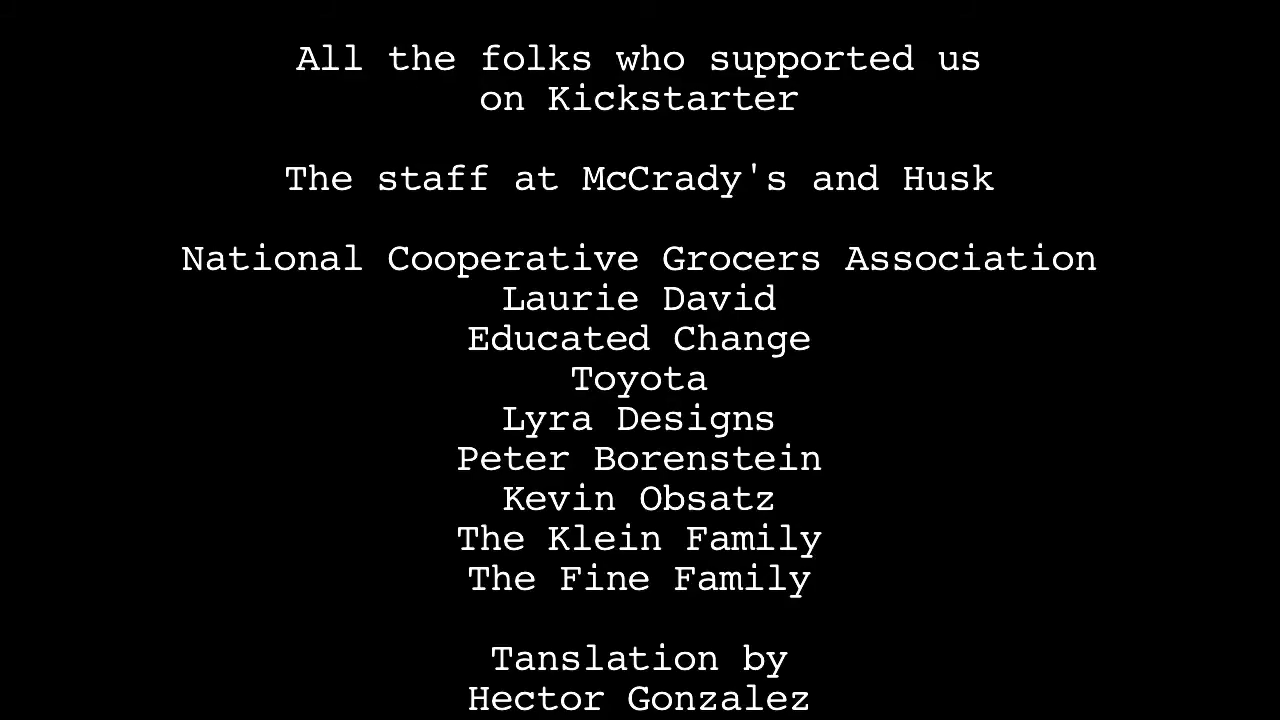 All the folks who supported us
on Kickstarter
The staff at McCrady's and Husk
National Cooperative Grocers Association
Laurie David
Educated Change
Toyota
Lyra Designs
Peter Borenstein
Kevin Obsatz
The Klein Family
The Fine Family
Tanslation by
Hector Gonzalez